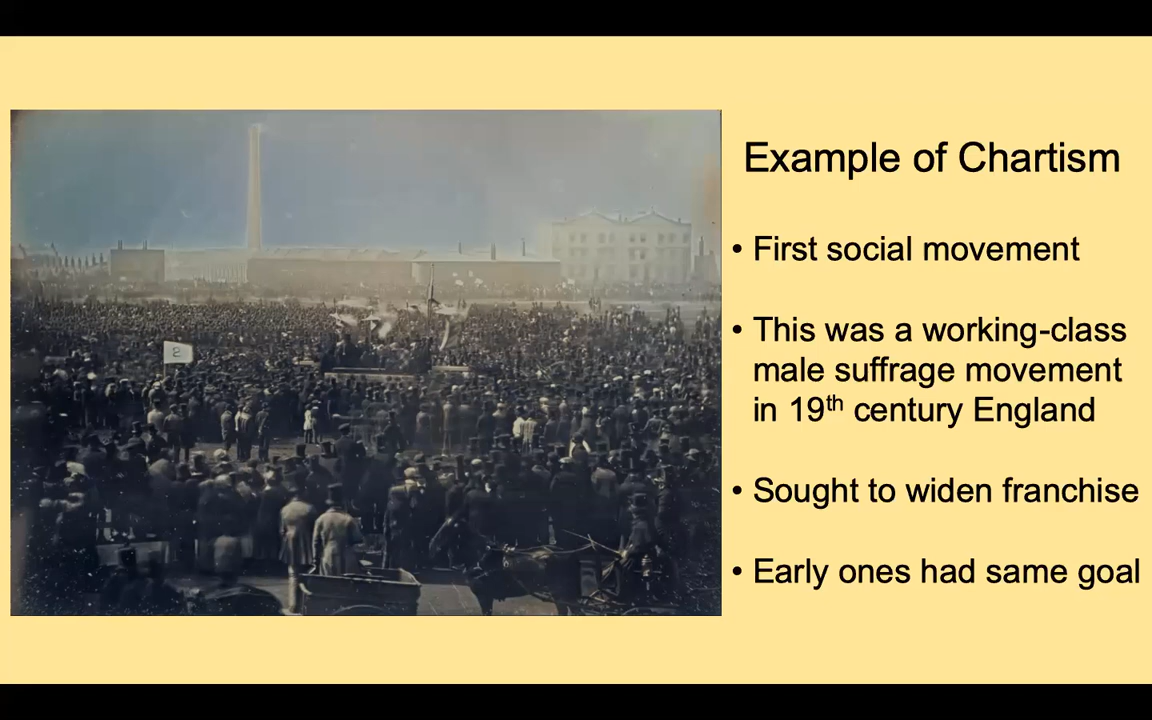 2
Example of Chartism
• First social movement
• This was a working-class
male suffrage movement
in 19th century England
• Sought to widen franchise
• Early ones had same goal